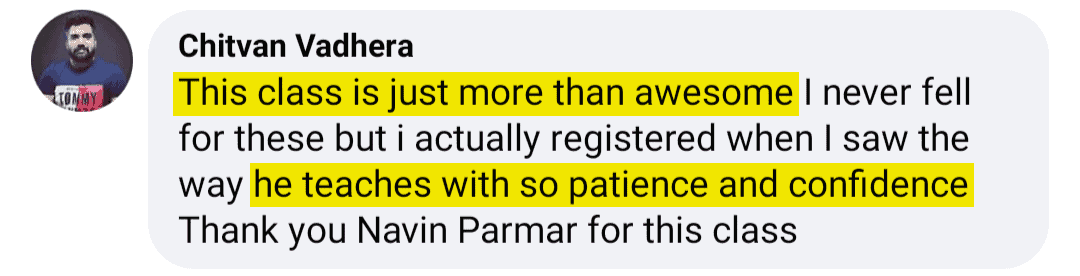 Chitvan Vadhera
This class is just more than awesome I never fell
for these but i actually registered when I saw the
way he teaches with so patience and confidence
Thank you Navin Parmar for this class
TOMMY